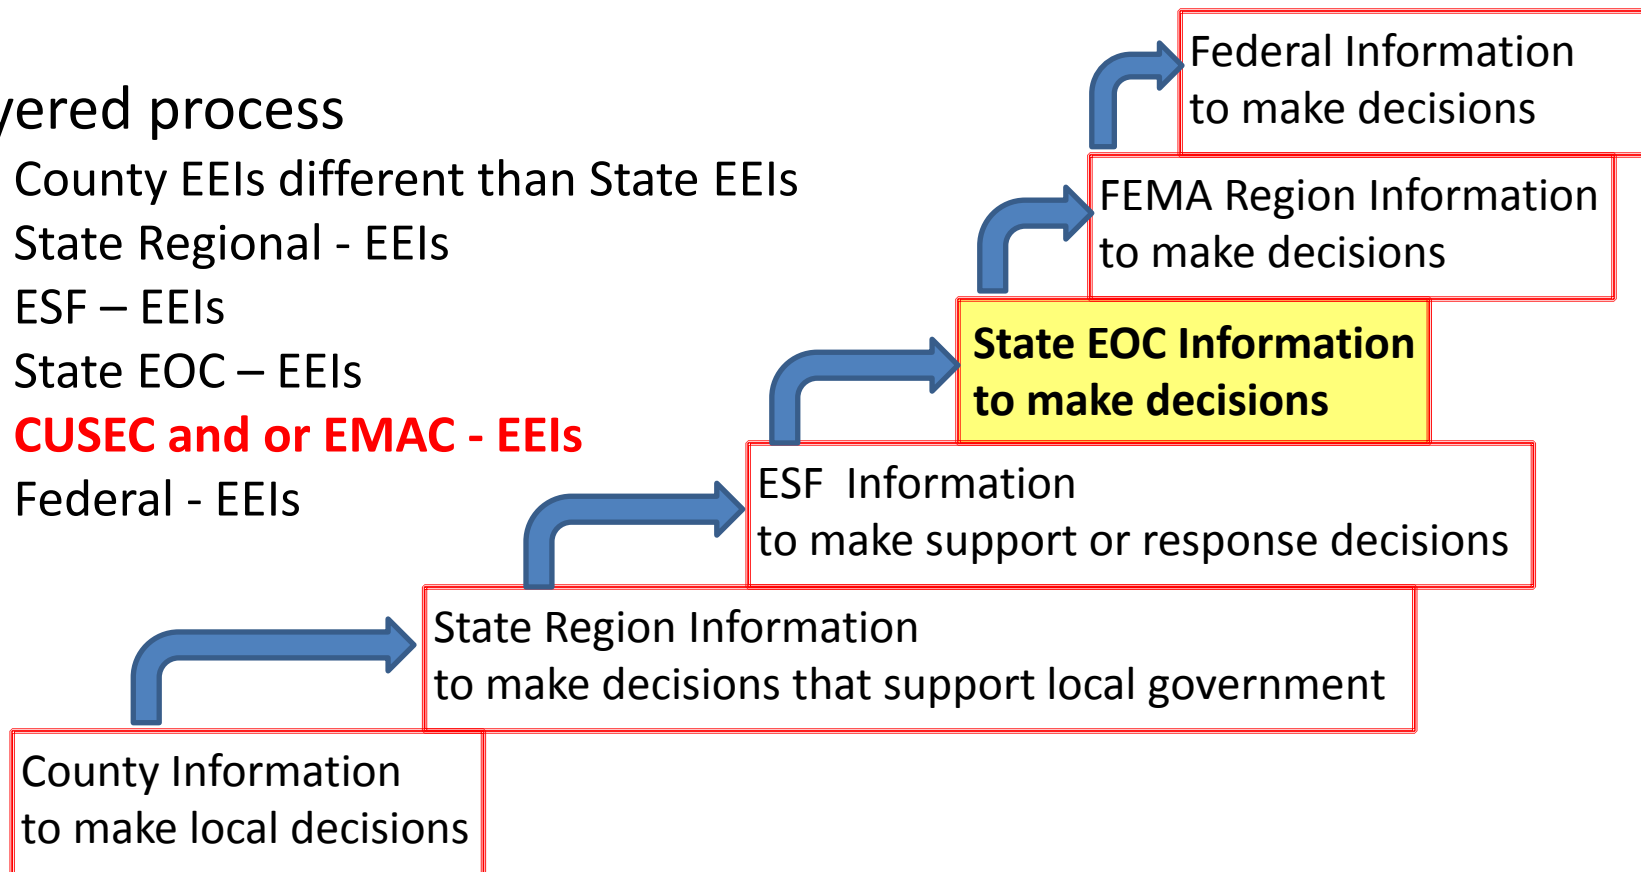 yered process
County EEIs different than State EEIs
State Regional - EEIs
ESF – EEIs
State EOC – EEIs
CUSEC and or EMAC - EEIs
Federal - EEIs
Federal Information
to make decisions
FEMA Region Information
to make decisions
State EOC Information
to make decisions
ESF  Information
to make support or response decisions
State Region Information
to make decisions that support local government
County Information
to make local decisions